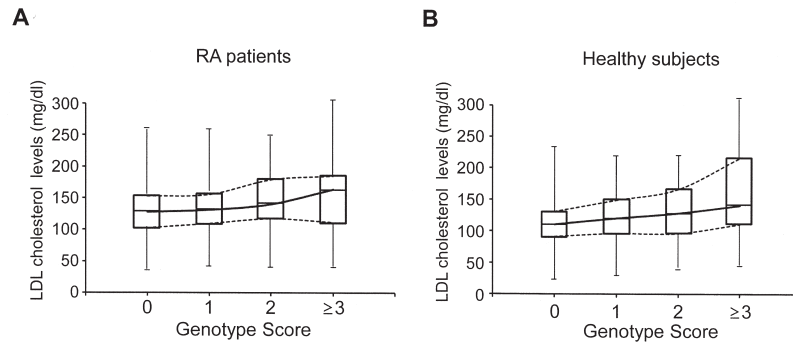 A
B
RA patients
Healthy subjects
LDL cholesterol levels (mg/dl)
300
250
200
150
100
50
0
0 1 2 ≥3
Genotype Score
LDL cholesterol levels (mg/dl)
300
250
200
150
100
50
0
0 1 2 ≥3
Genotype Score